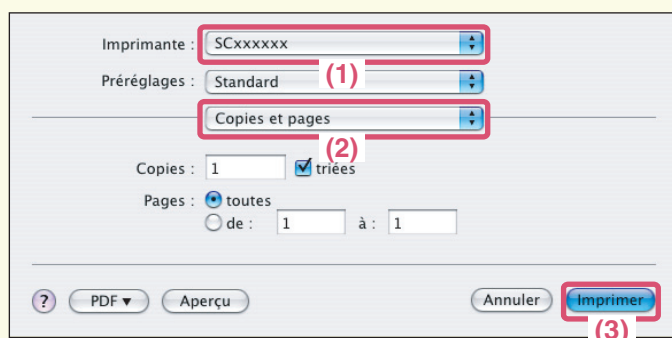 Imprimante : SCxxxxxx
(1)
Préréglages : Standard
Copies et pages
(2)
Copies : 1 triées
Pages : toutes
de : 1 à : 1
? PDF Aperçu Annuler Imprimer
(3)